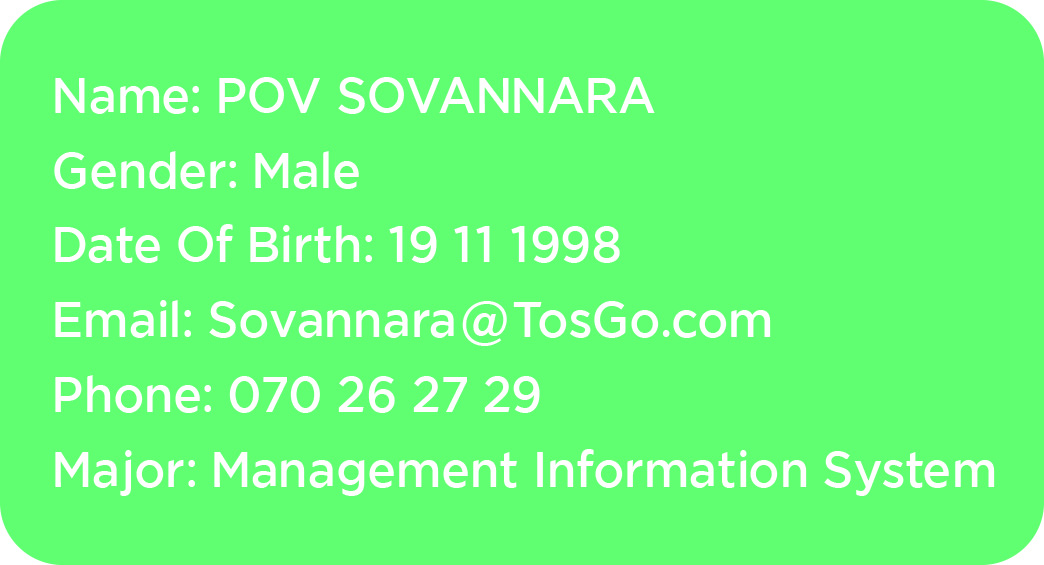 Name: POV SOVANNARA
Gender: Male
Date Of Birth: 19 11 1998
Email: Sovannara@TosGo.com
Phone: 070 26 27 29
Major: Management Information System